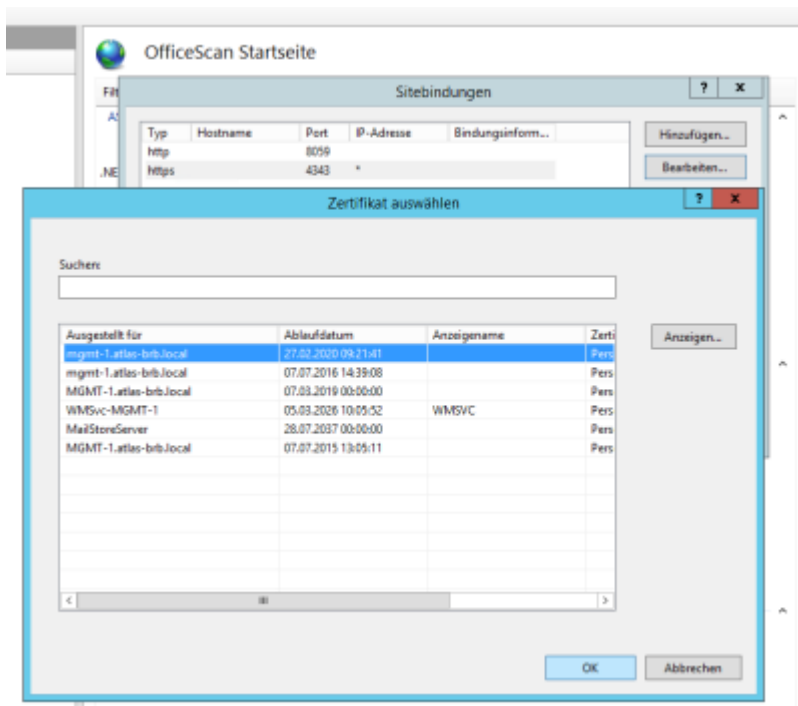 OfficeScan Startseite
Filt
Sitebindungen
? x
Typ Hostname Port IP-Adresse Bindungsinform...
http 8059
https 4343 *
Hinzufügen...
Bearbeiten...
.NE
Zertifikat auswählen
? x
Suchen:
Ausgestellt für Ablaufdatum Anzeigename Zerti
mgmt-1.atlas-brb.local 27.02.2020 09:21:41 Pers
mgmt-1.atlas-brb.local 07.07.2016 14:39:08 Pers
MGMT-1.atlas-brb.local 07.03.2019 00:00:00 Pers
WMSvc-MGMT-1 05.03.2026 10:05:52 WMSVC Pers
MailStoreServer 28.07.2037 00:00:00 Pers
MGMT-1.atlas-brb.local 07.07.2015 13:05:11 Pers
Anzeigen...
OK Abbrechen